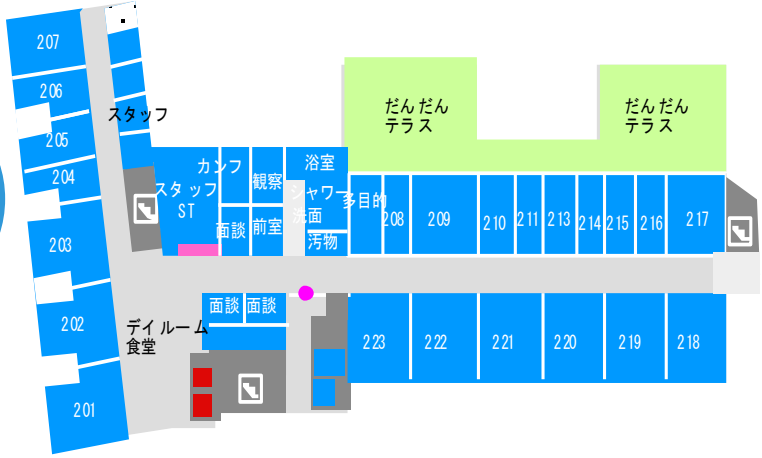 207
206
205
204
203
202
201
スタッフ
スタッフ
ST
カンフ
観察
面談
前室
浴室
シャワー
洗面
汚物
多目的
だんだん
テラス
だんだん
テラス
208
209
210
211
213
214
215
216
217
デイルーム
食堂
面談
面談
223
222
221
220
219
218